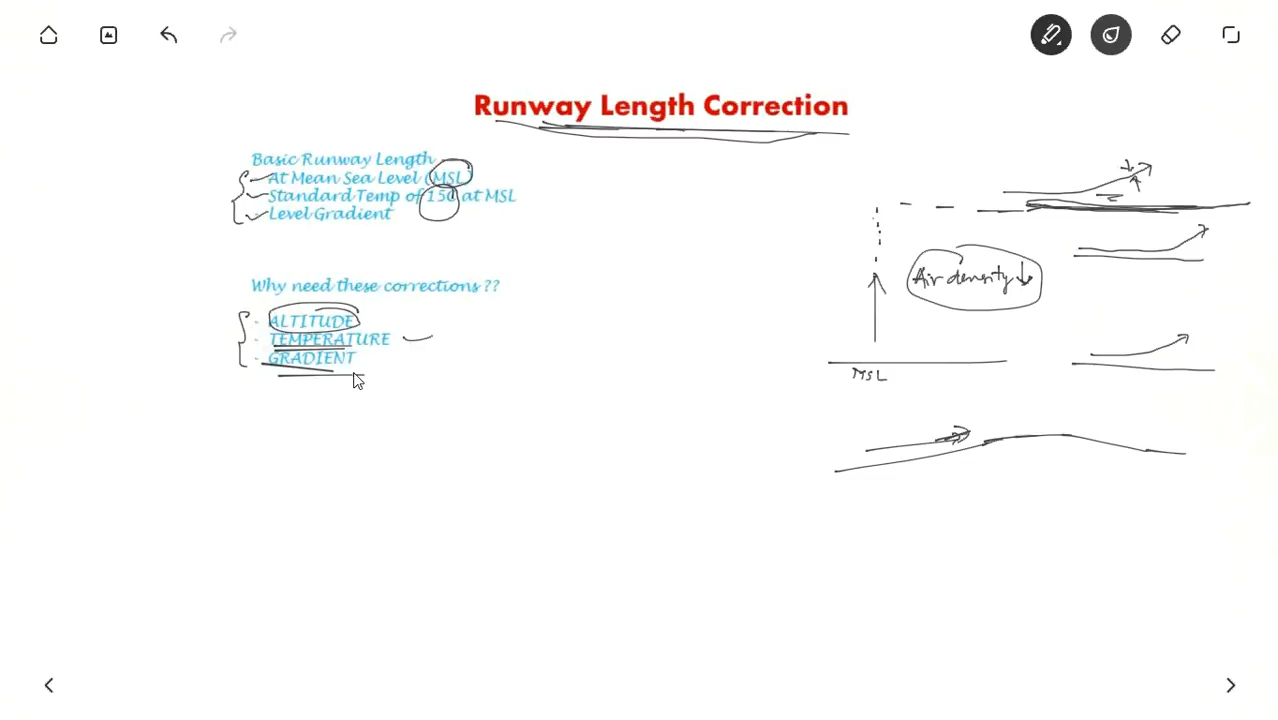 Runway Length Correction
Basic Runway Length
At Mean Sea Level (MSL)
Standard Temp of 150 at MSL
Level Gradient
Why need these corrections ??
- ALTITUDE
- TEMPERATURE
- GRADIENT
Air density ↓
MSL